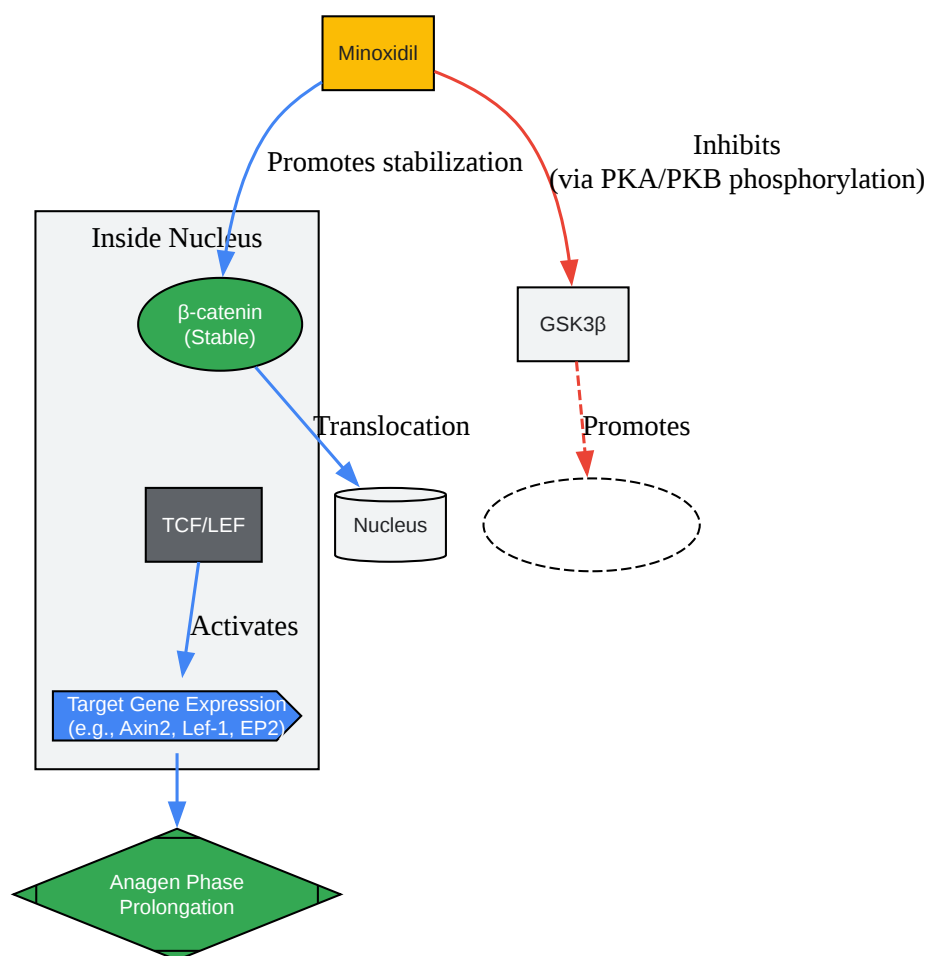 Minoxidil
Promotes stabilization
Inhibits
(via PKA/PKB phosphorylation)
Inside Nucleus
β-catenin
(Stable)
GSK3β
Translocation
Promotes
TCF/LEF
Nucleus
Activates
Target Gene Expression
(e.g., Axin2, Lef-1, EP2)
Anagen Phase
Prolongation